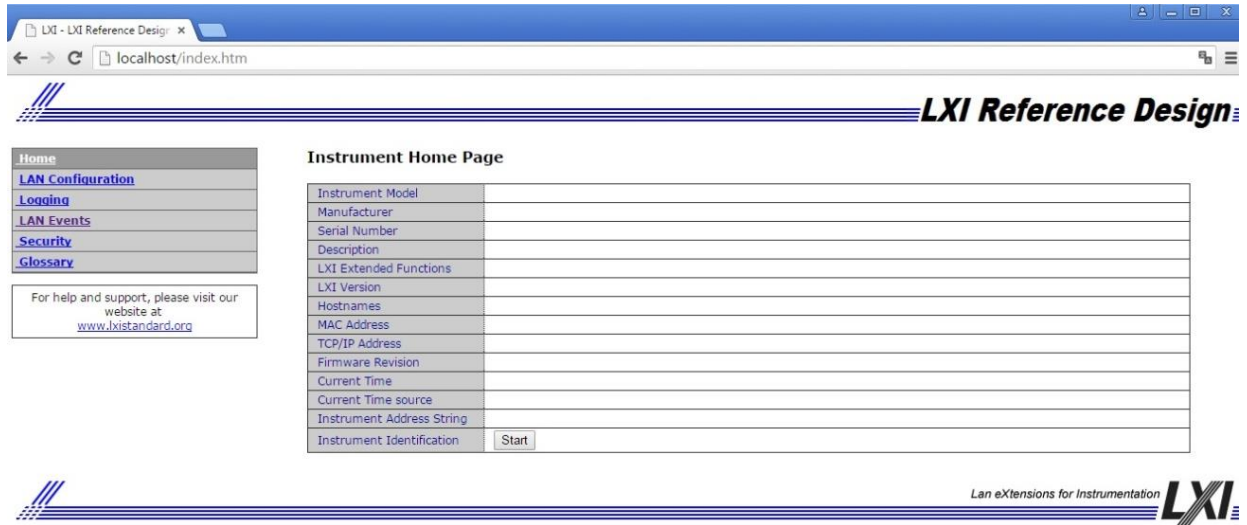 LXI - LXI Reference Desigr
localhost/index.htm
LXI Reference Design
Home
LAN Configuration
Logging
LAN Events
Security
Glossary
For help and support, please visit our
website at
www.lxistandard.org
Instrument Home Page
Instrument Model
Manufacturer
Serial Number
Description
LXI Extended Functions
LXI Version
Hostnames
MAC Address
TCP/IP Address
Firmware Revision
Current Time
Current Time source
Instrument Address String
Instrument Identification Start
Lan eXtensions for Instrumentation
LXI